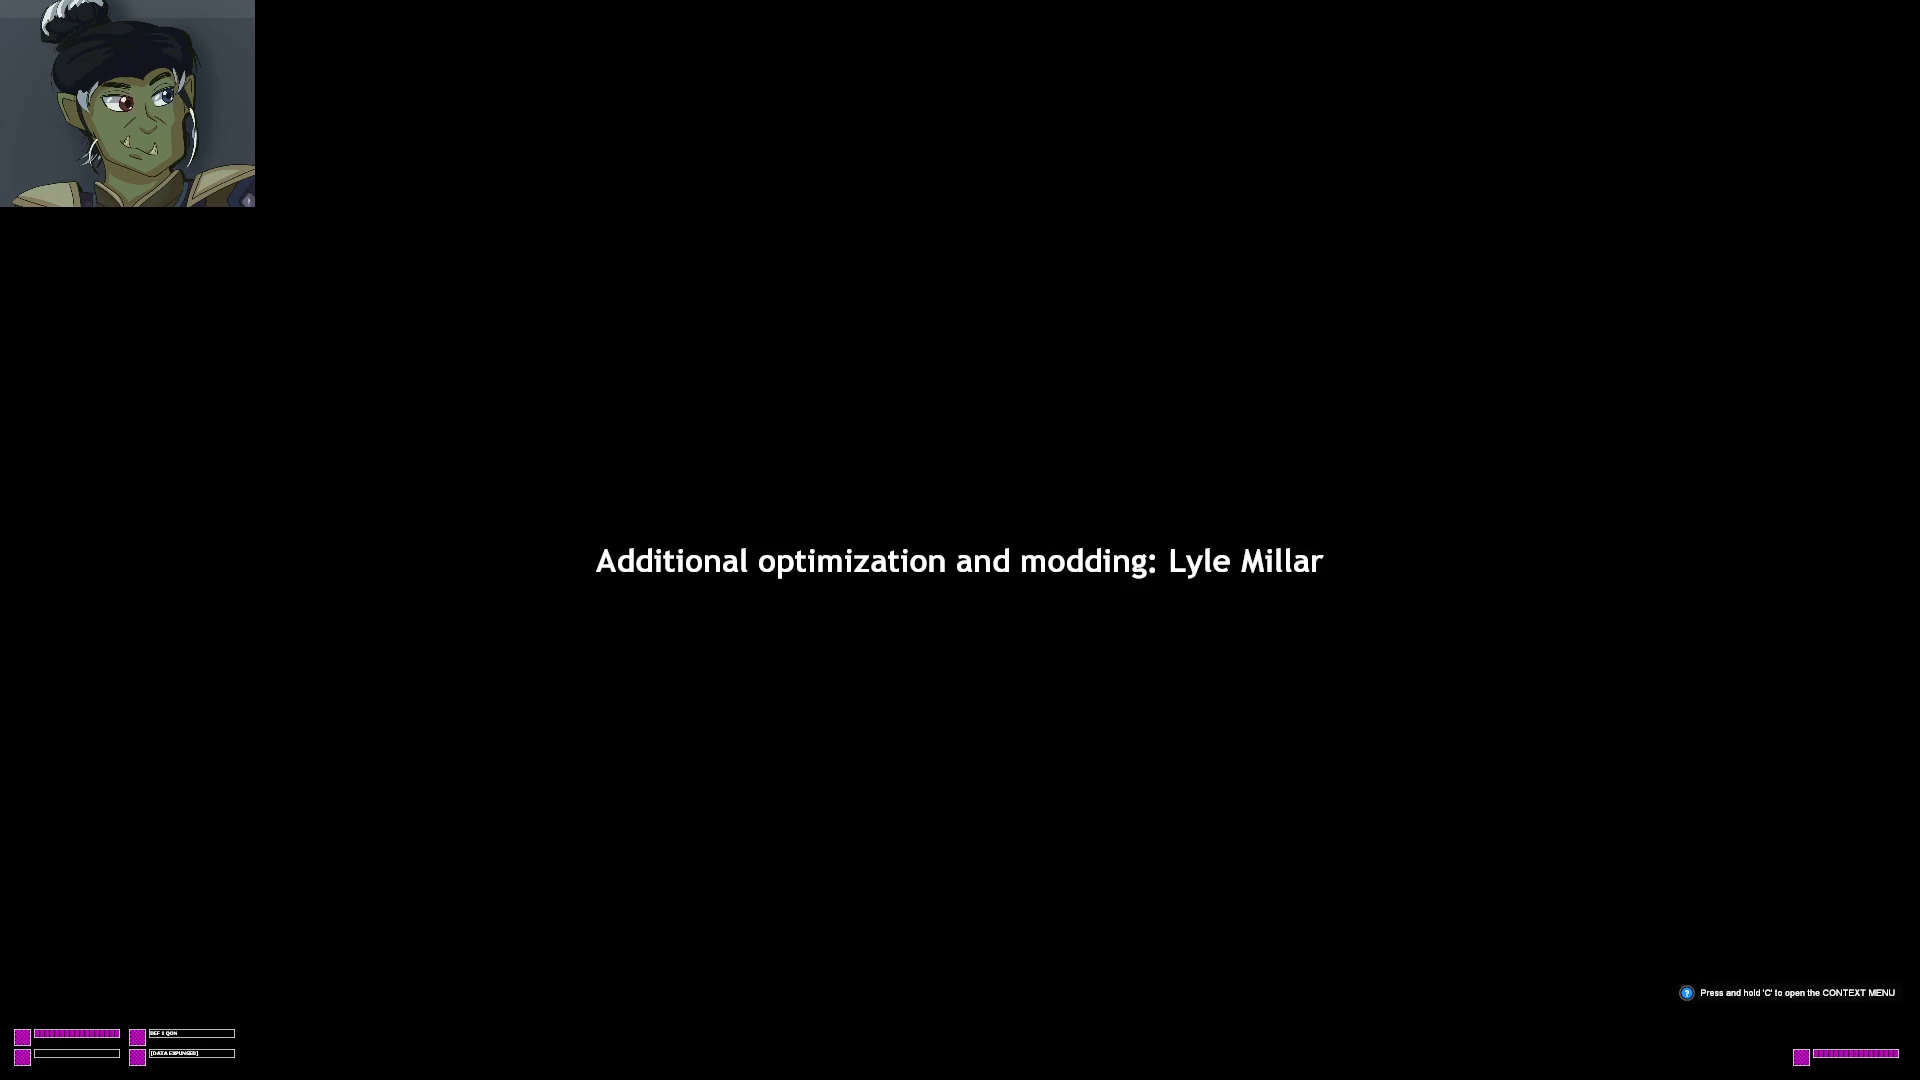 Additional optimization and modding: Lyle Millar
Press and hold 'C' to open the CONTEXT MENU
[DATA EXPUNGED]